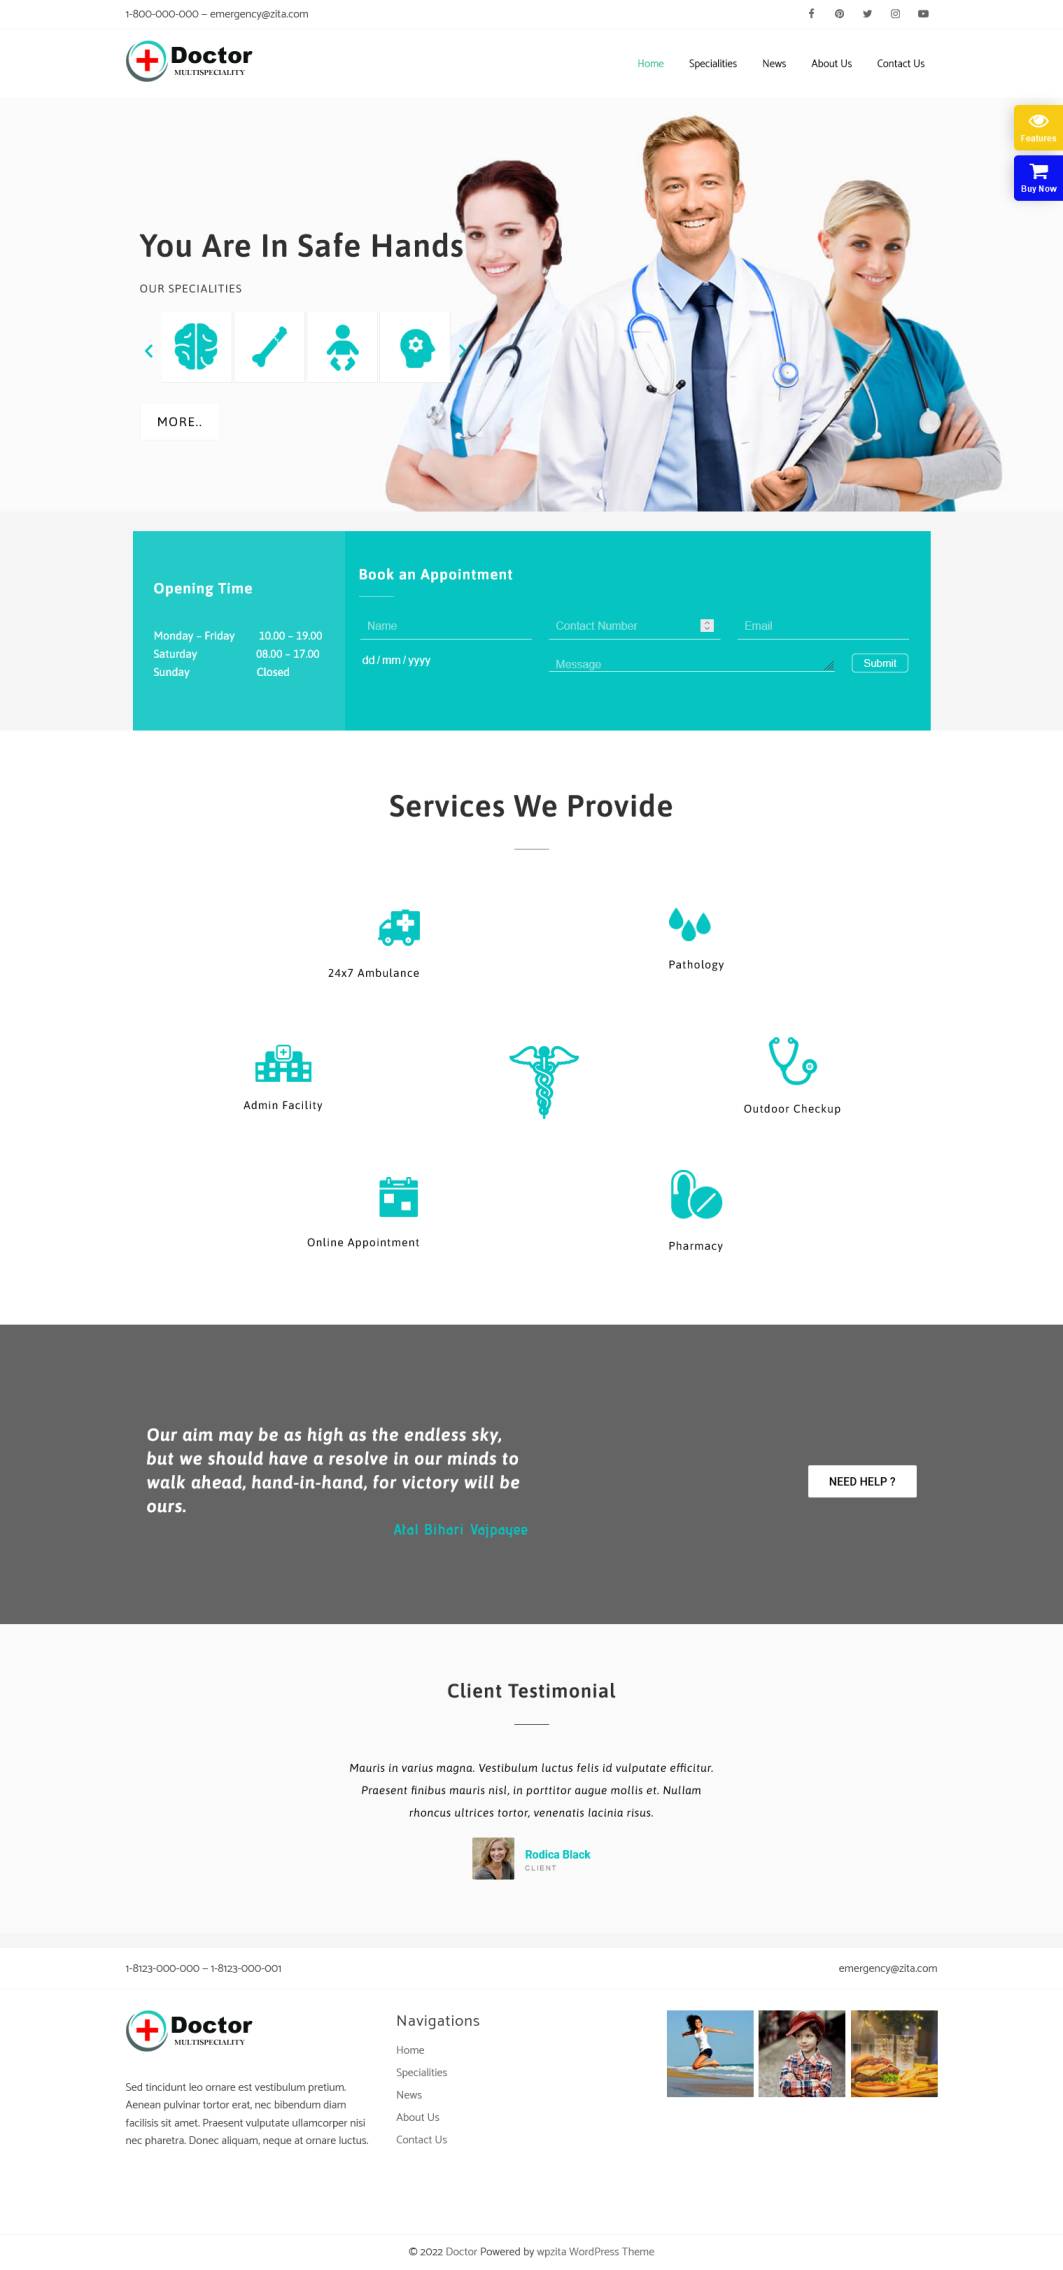 1-800-000-000 – emergency@zita.com
Doctor
MULTISPECIALITY
Home Specialities News About Us Contact Us
Features
Buy Now
You Are In Safe Hands
OUR SPECIALITIES
MORE..
Opening Time
Monday – Friday 10.00 – 19.00
Saturday 08.00 – 17.00
Sunday Closed
Book an Appointment
Name Contact Number Email
dd / mm / yyyy Message Submit
Services We Provide
24x7 Ambulance
Pathology
Admin Facility
Outdoor Checkup
Online Appointment
Pharmacy
Our aim may be as high as the endless sky,
but we should have a resolve in our minds to
walk ahead, hand-in-hand, for victory will be
ours.
Atal Bihari Vajpayee
NEED HELP ?
Client Testimonial
Mauris in varius magna. Vestibulum luctus felis id vulputate efficitur.
Praesent finibus mauris nisl, in porttitor augue mollis et. Nullam
rhoncus ultrices tortor, venenatis lacinia risus.
Rodica Black
CLIENT
1-8123-000-000 – 1-8123-000-001
emergency@zita.com
Doctor
MULTISPECIALITY
Sed tincidunt leo ornare est vestibulum pretium.
Aenean pulvinar tortor erat, nec bibendum diam
facilisis sit amet. Praesent vulputate ullamcorper nisi
nec pharetra. Donec aliquam, neque at ornare luctus.
Navigations
Home
Specialities
News
About Us
Contact Us
© 2022 Doctor Powered by wpzita WordPress Theme